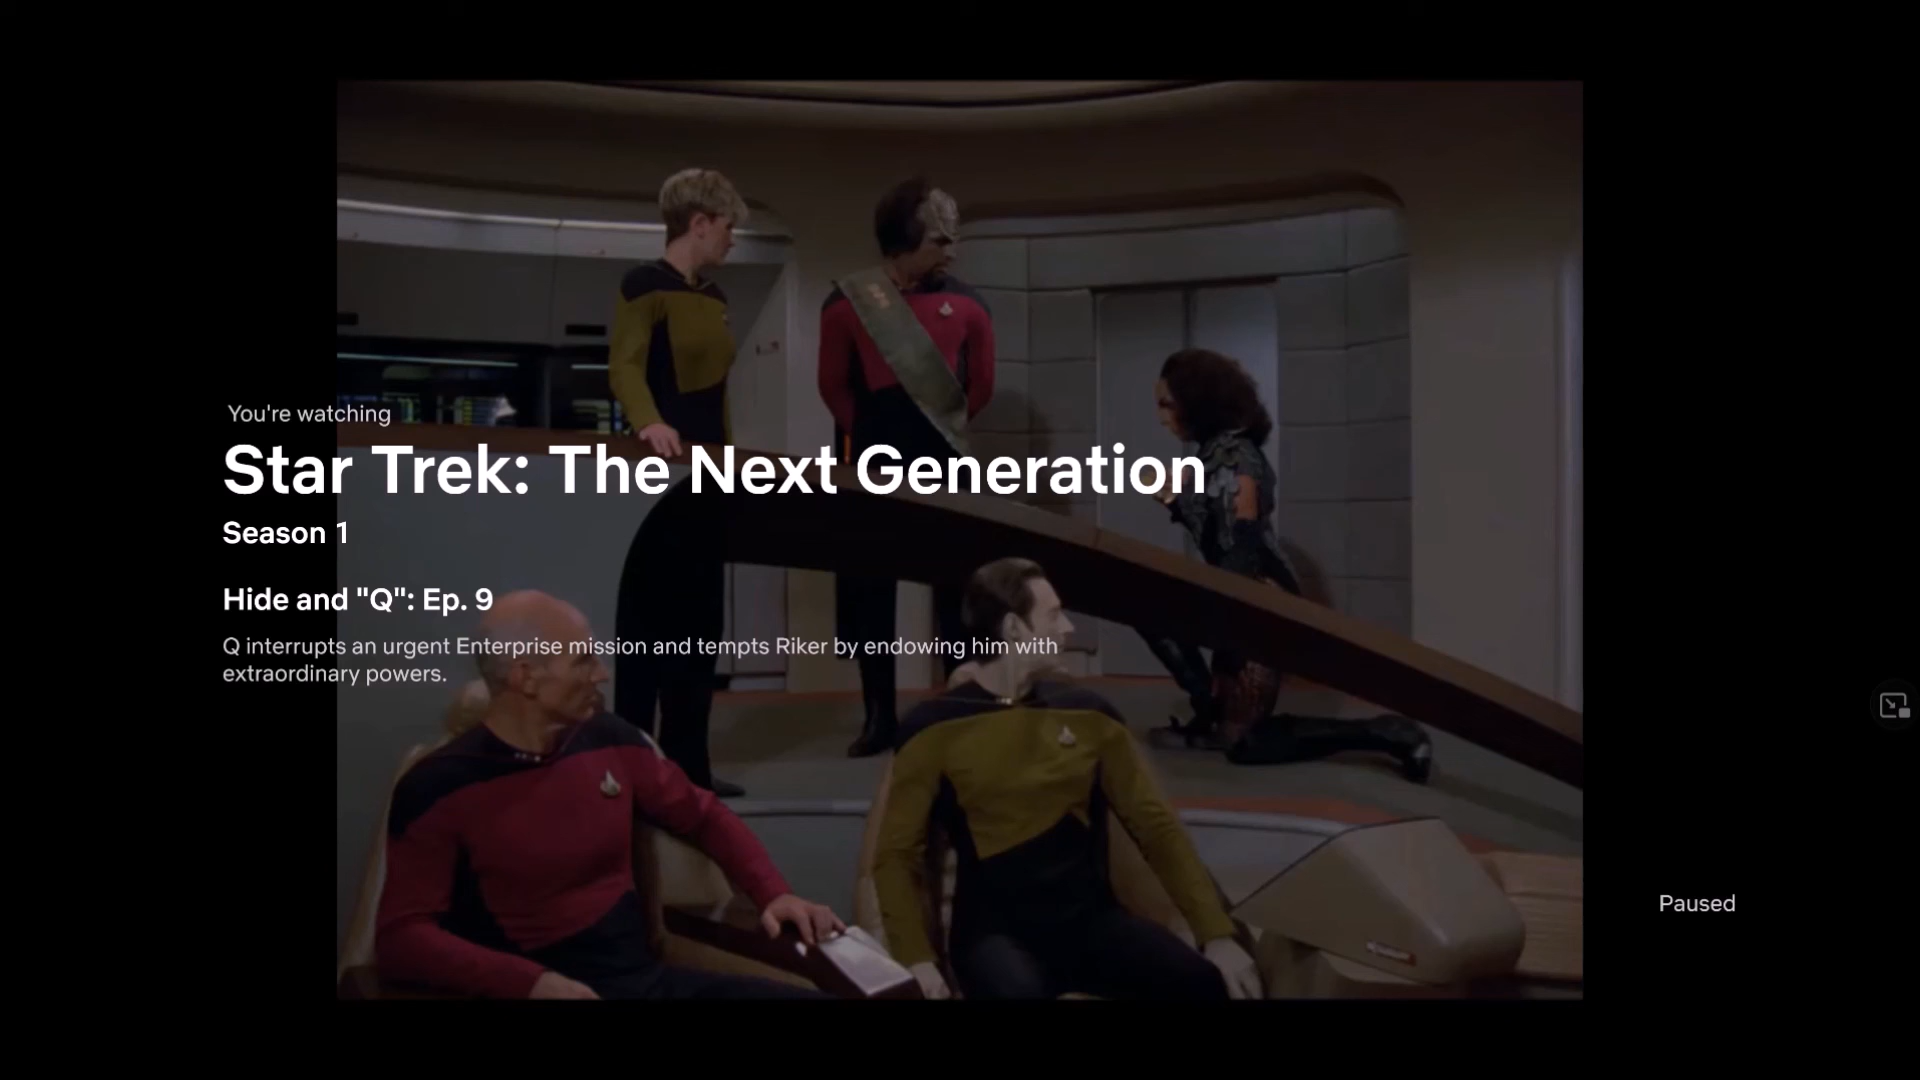 You're watching
Star Trek: The Next Generation
Season 1
Hide and "Q": Ep. 9
Q interrupts an urgent Enterprise mission and tempts Riker by endowing him with
extraordinary powers.
Paused